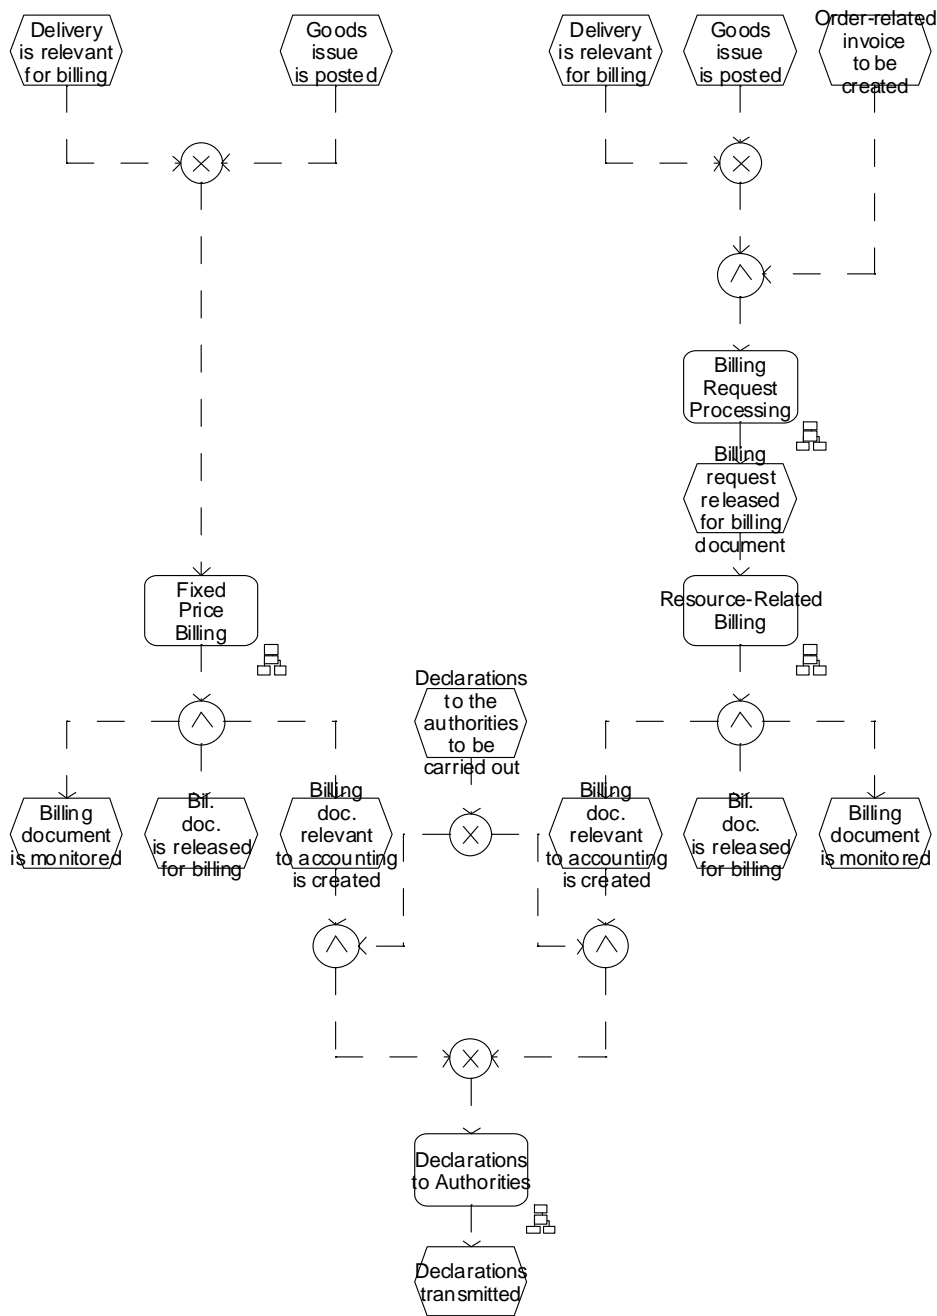 Delivery
is relevant
for billing
Goods
issue
is posted
Delivery
is relevant
for billing
Goods
issue
is posted
Order-related
invoice
to be
created
Billing
Request
Processing
Billing
request
released
for billing
document
Fixed
Price
Billing
Resource-Related
Billing
Declarations
to the
authorities
to be
carried out
Billing
document
is monitored
Bil.
doc.
is released
for billing
Billing
doc.
relevant
to accounting
is created
Billing
doc.
relevant
to accounting
is created
Bil.
doc.
is released
for billing
Billing
document
is monitored
Declarations
to Authorities
Declarations
transmitted